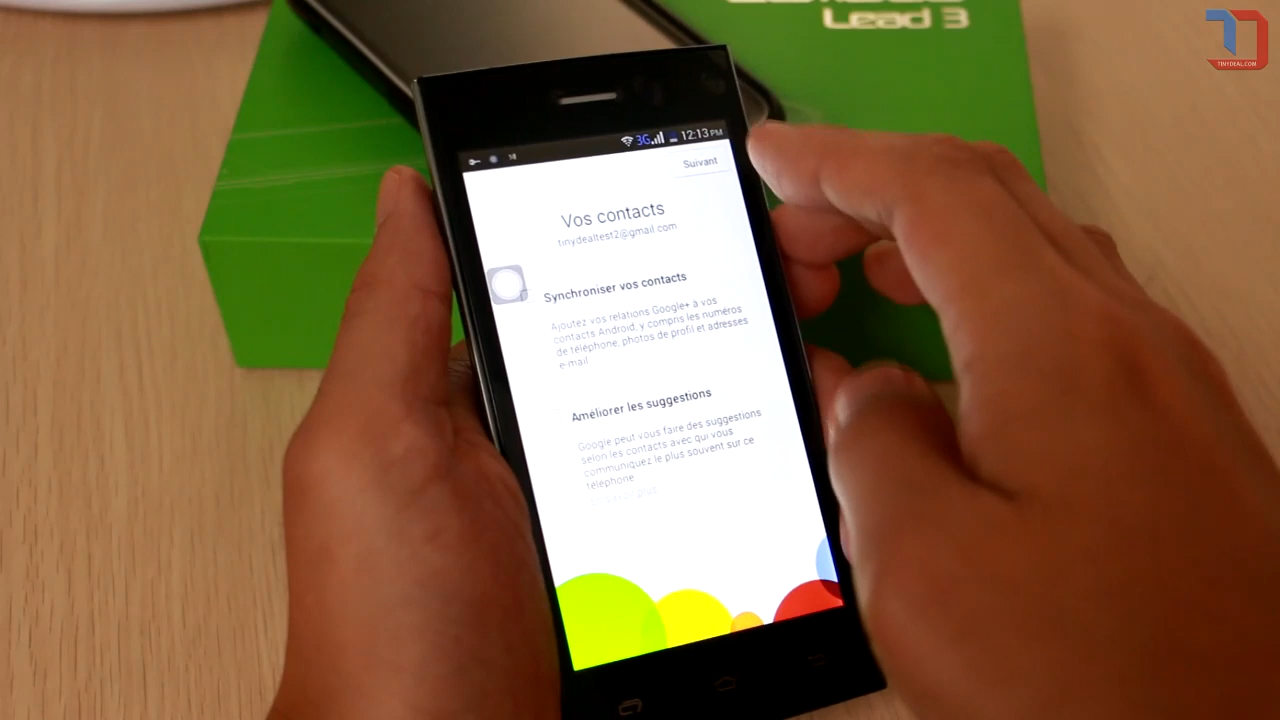 Lead 3
TINYDEAL.COM
3G
12:13 PM
Suivant
Vos contacts
tinydealtest2@gmail.com
Synchroniser vos contacts
Ajoutez vos relations Google+ à vos
contacts Android, y compris les numéros
de téléphone, photos de profil et adresses
e-mail.
Améliorer les suggestions
Google peut vous faire des suggestions
selon les contacts avec qui vous
communiquez le plus souvent sur ce
téléphone.
En savoir plus